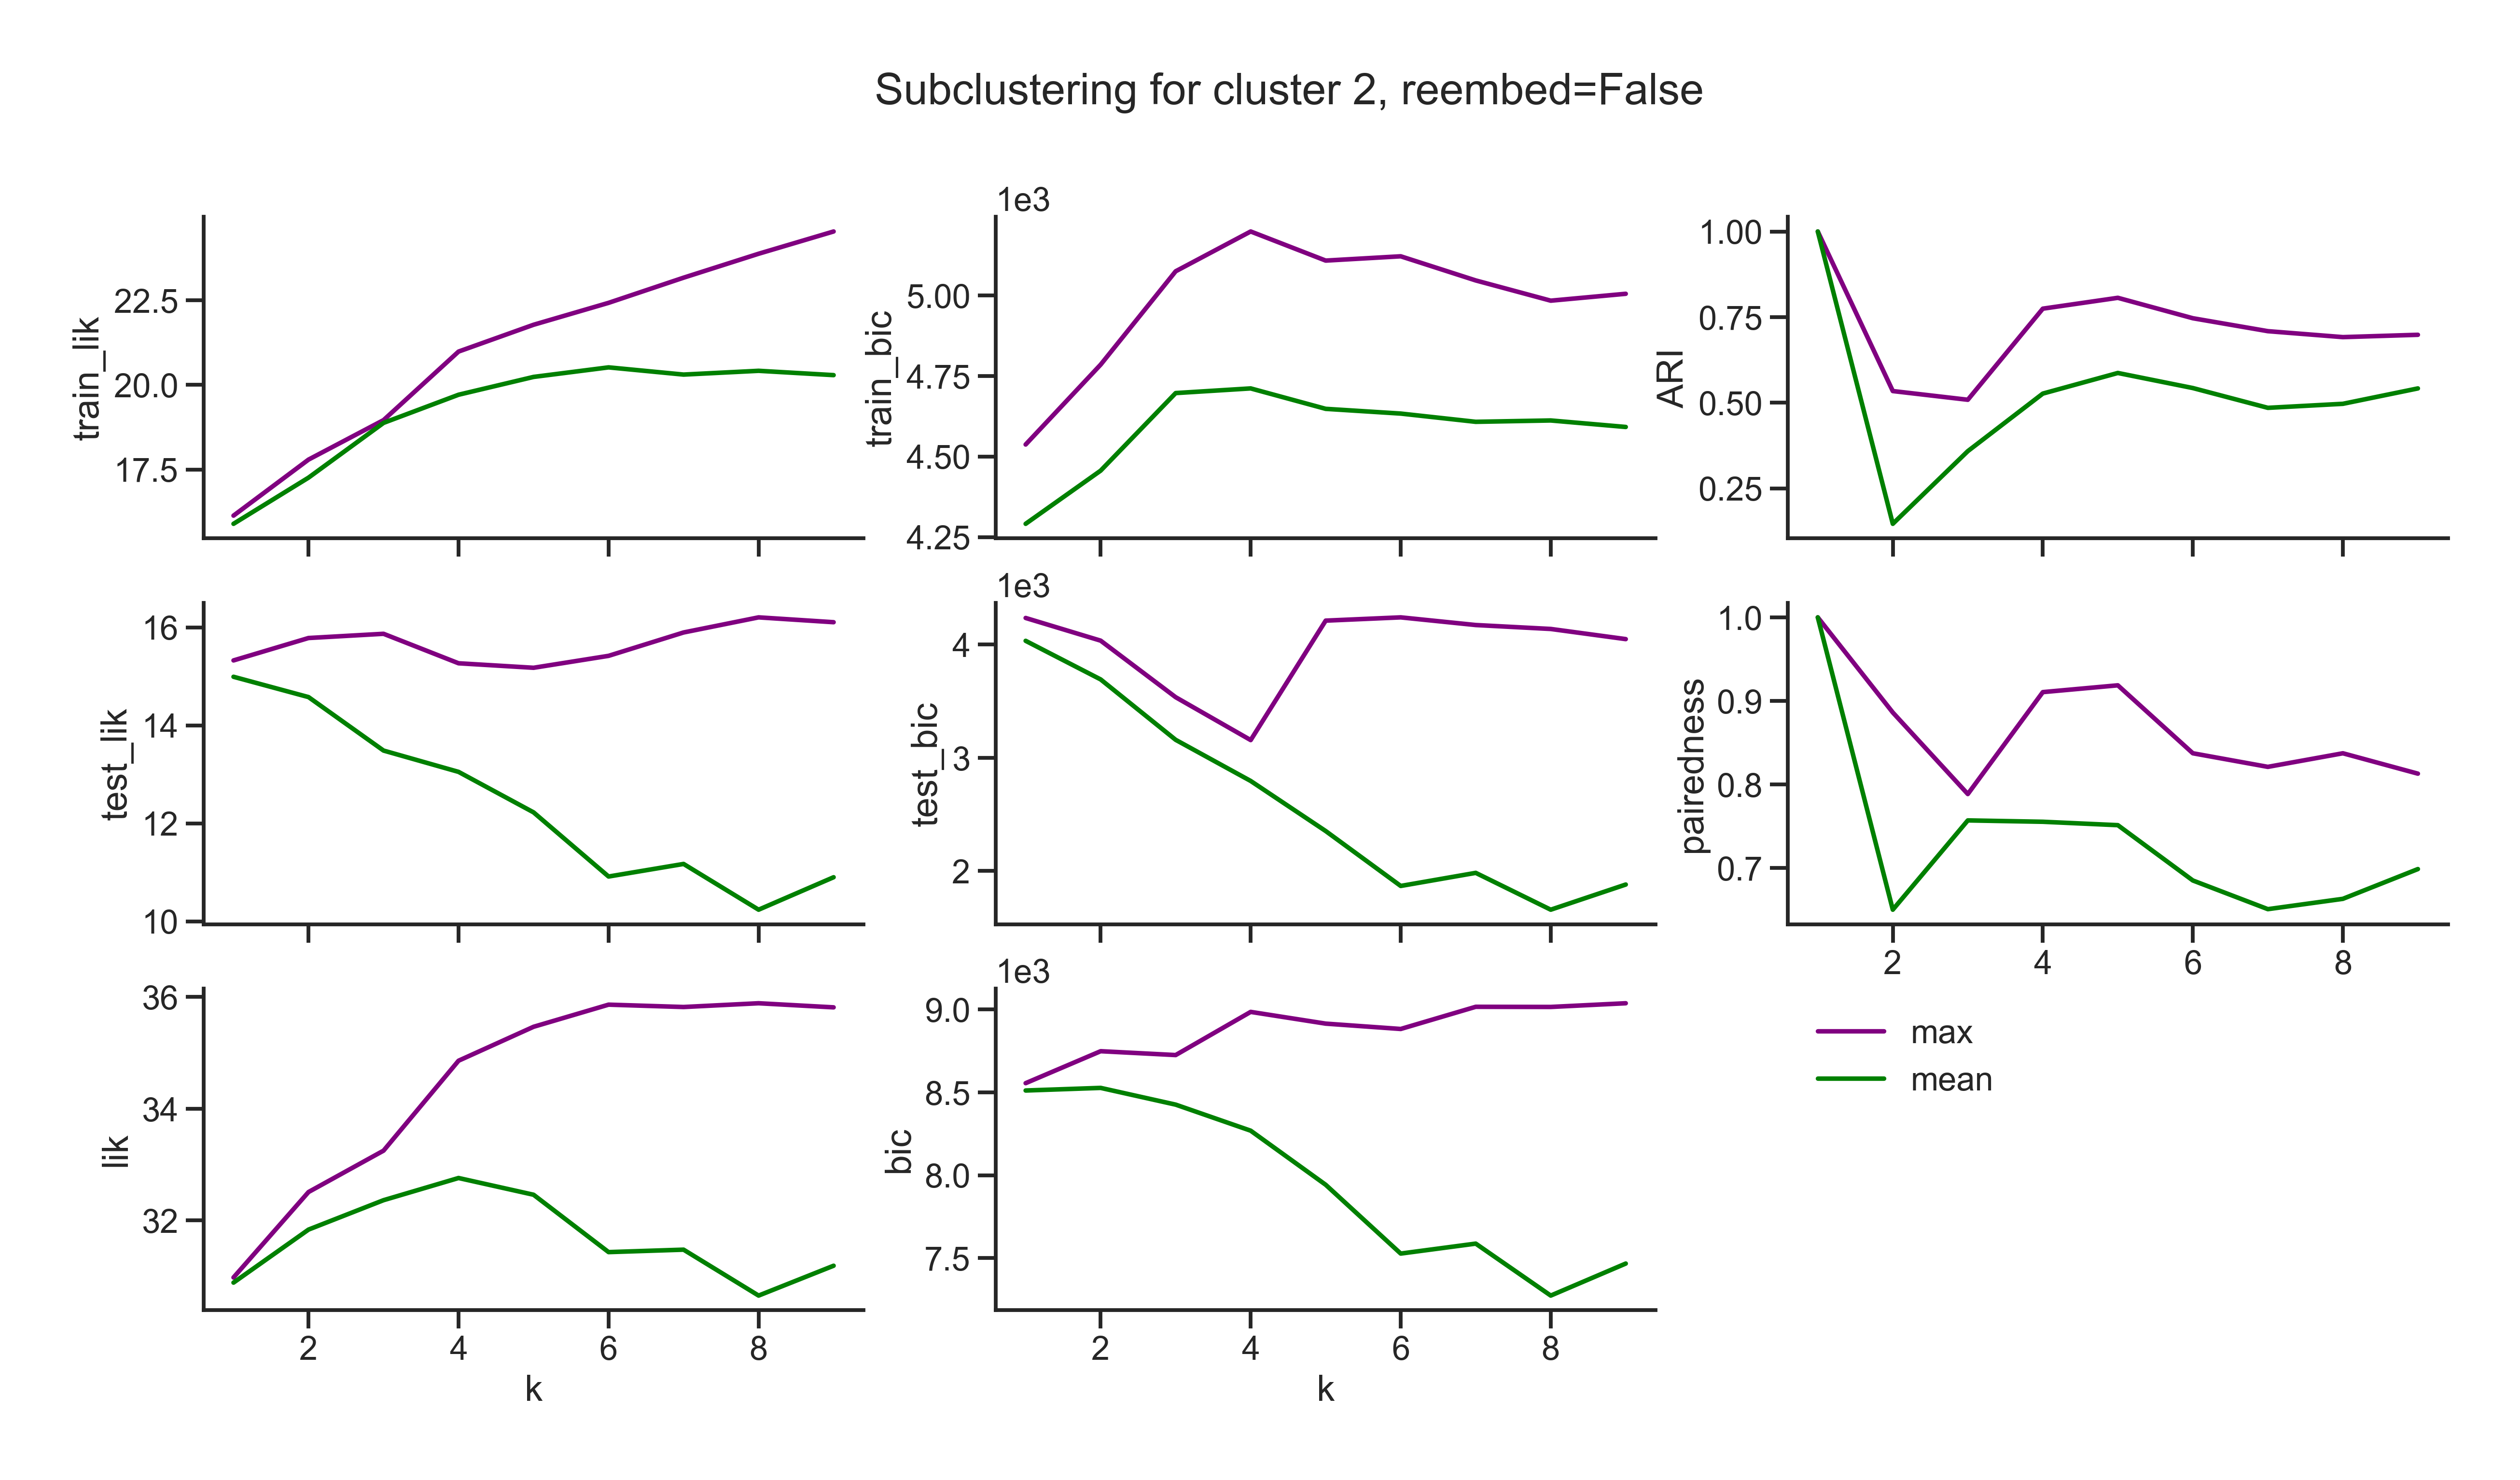 Subclustering for cluster 2, reembed=False
train_lik
22.5
20.0
17.5
1e3
train_bic
5.00
4.75
4.50
4.25
ARI
1.00
0.75
0.50
0.25
test_lik
16
14
12
10
1e3
test_bic
4
3
2
pairedness
1.0
0.9
0.8
0.7
2 4 6 8
lik
36
34
32
2 4 6 8
k
1e3
bic
9.0
8.5
8.0
7.5
2 4 6 8
k
max
mean